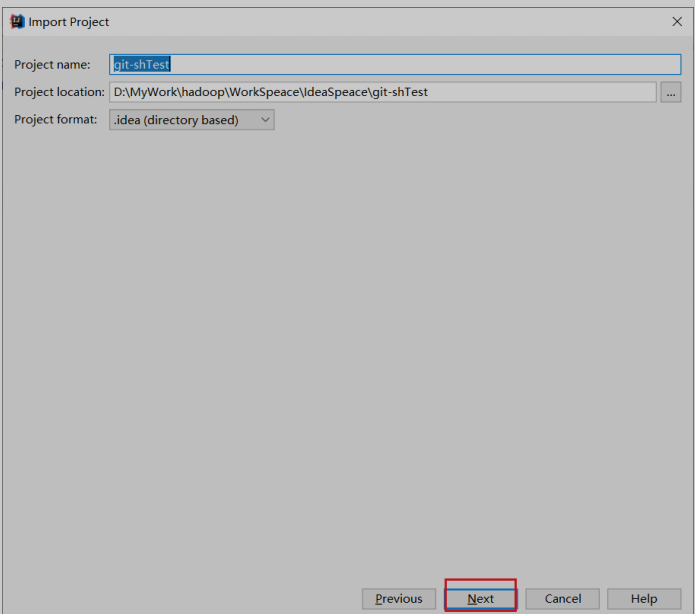 Import Project
Project name: git-shTest
Project location: D:\MyWork\hadoop\WorkSpeace\IdeaSpeace\git-shTest ...
Project format: .idea (directory based)
Previous Next Cancel Help